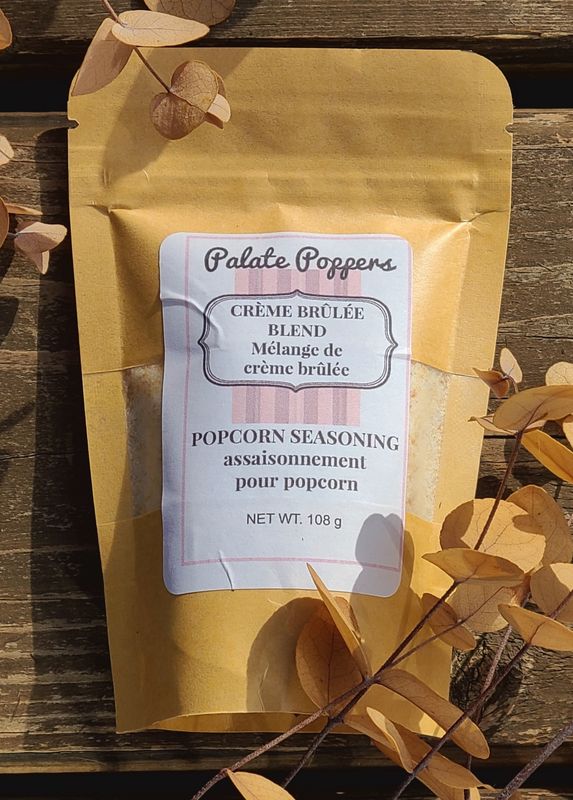 Palate Poppers
CRÈME BRÛLÉE
BLEND
Mélange de
crème brûlée
POPCORN SEASONING
assaisonnement
pour popcorn
NET WT. 108 g